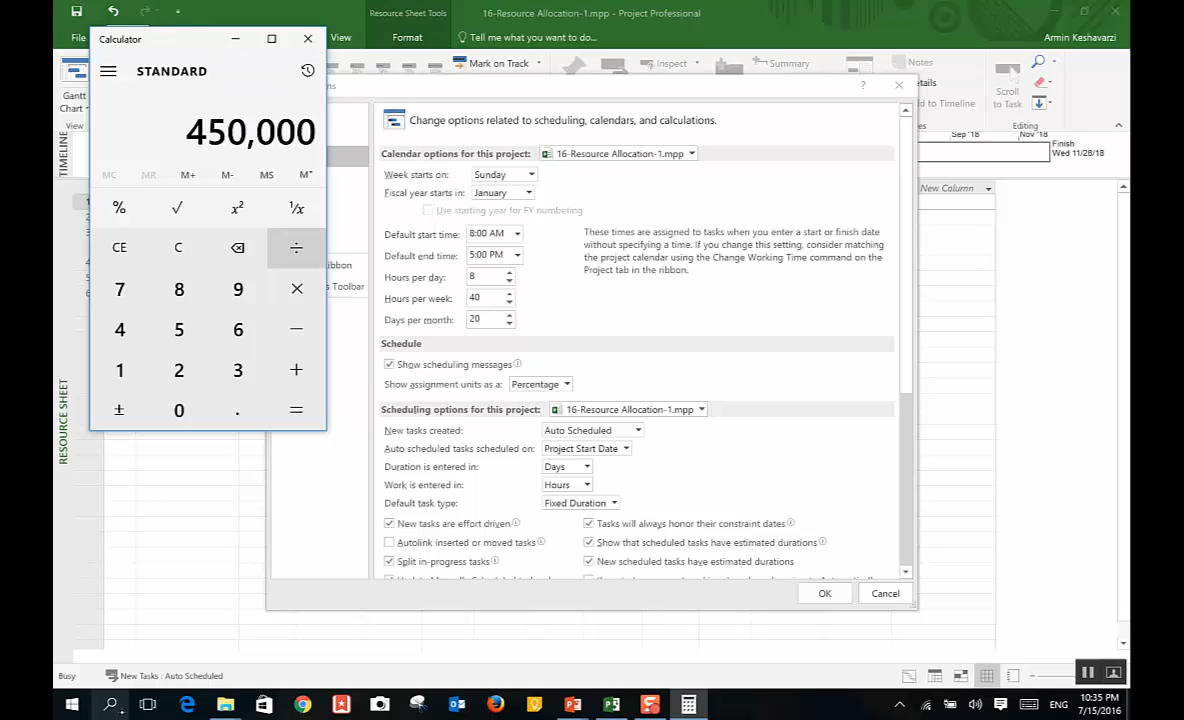 Resource Sheet Tools
16-Resource Allocation-1.mpp - Project Professional
File
View
Format
Tell me what you want to do...
Armin Keshavarzi
Calculator
STANDARD
450,000
MC MR M+ M- MS M˅
% √ x² ¹/x
CE C ÷
7 8 9 ×
4 5 6 −
1 2 3 +
± 0 . =
Gantt
Chart
View
TIMELINE
RESOURCE SHEET
Mark on Track
Inspect
Summary
Notes
Scroll
to Task
Editing
Sep '18
Nov '18
Finish
Wed 11/28/18
New Column
Change options related to scheduling, calendars, and calculations.
Calendar options for this project: 16-Resource Allocation-1.mpp
Week starts on: Sunday
Fiscal year starts in: January
Use starting year for FY numbering
Default start time: 8:00 AM
Default end time: 5:00 PM
Hours per day: 8
Hours per week: 40
Days per month: 20
These times are assigned to tasks when you enter a start or finish date
without specifying a time. If you change this setting, consider matching
the project calendar using the Change Working Time command on the
Project tab in the ribbon.
Schedule
Show scheduling messages
Show assignment units as a: Percentage
Scheduling options for this project: 16-Resource Allocation-1.mpp
New tasks created: Auto Scheduled
Auto scheduled tasks scheduled on: Project Start Date
Duration is entered in: Days
Work is entered in: Hours
Default task type: Fixed Duration
New tasks are effort driven
Tasks will always honor their constraint dates
Autolink inserted or moved tasks
Show that scheduled tasks have estimated durations
Split in-progress tasks
New scheduled tasks have estimated durations
OK
Cancel
Busy
New Tasks : Auto Scheduled
ENG
10:35 PM
7/15/2016